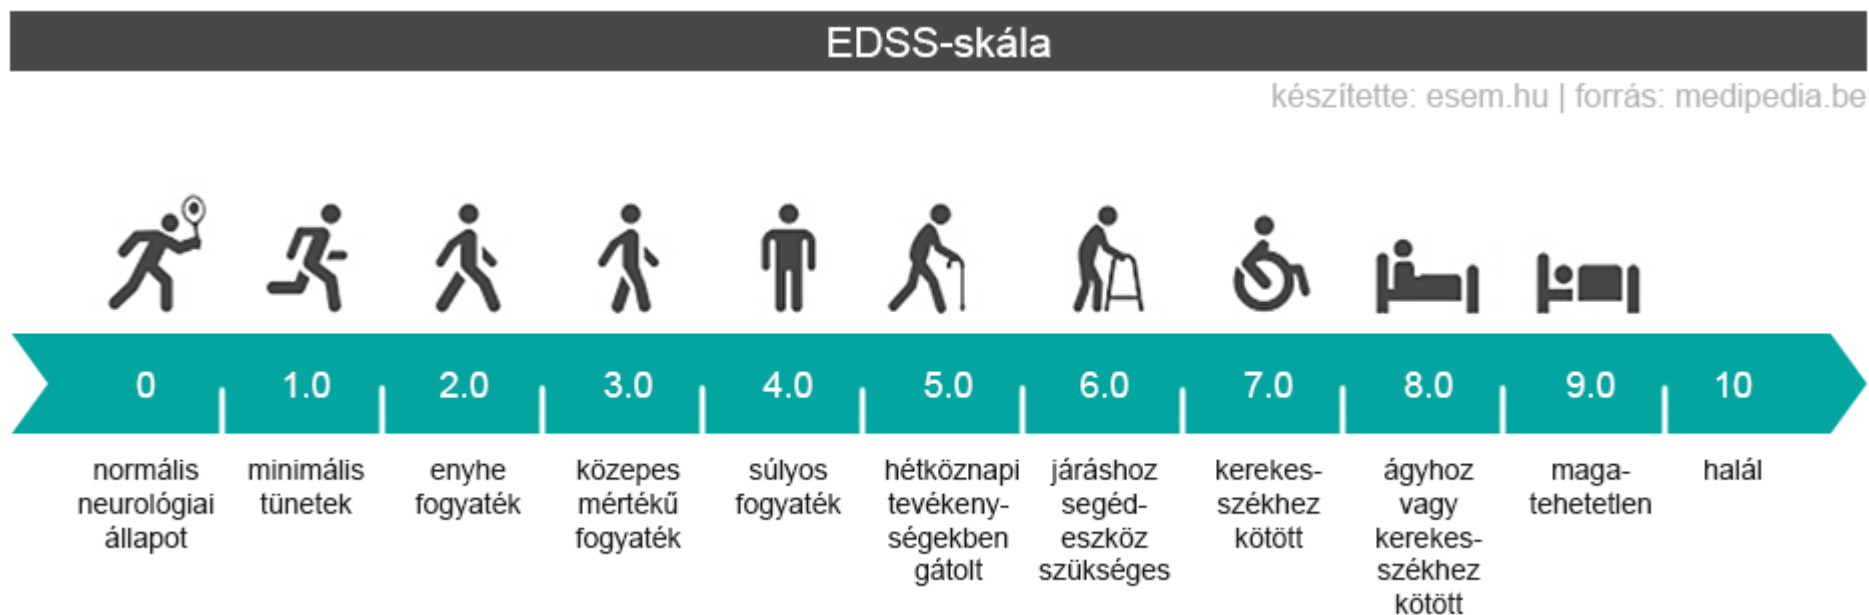 EDSS-skála
készítette: esem.hu | forrás: medipedia.be
0
1.0
2.0
3.0
4.0
5.0
6.0
7.0
8.0
9.0
10
normális
neurológiai
állapot
minimális
tünetek
enyhe
fogyaték
közepes
mértékű
fogyaték
súlyos
fogyaték
hétköznapi
tevékeny-
ségekben
gátolt
járáshoz
segéd-
eszköz
szükséges
kerekes-
székhez
kötött
ágyhoz
vagy
kerekes-
székhez
kötött
maga-
tehetetlen
halál